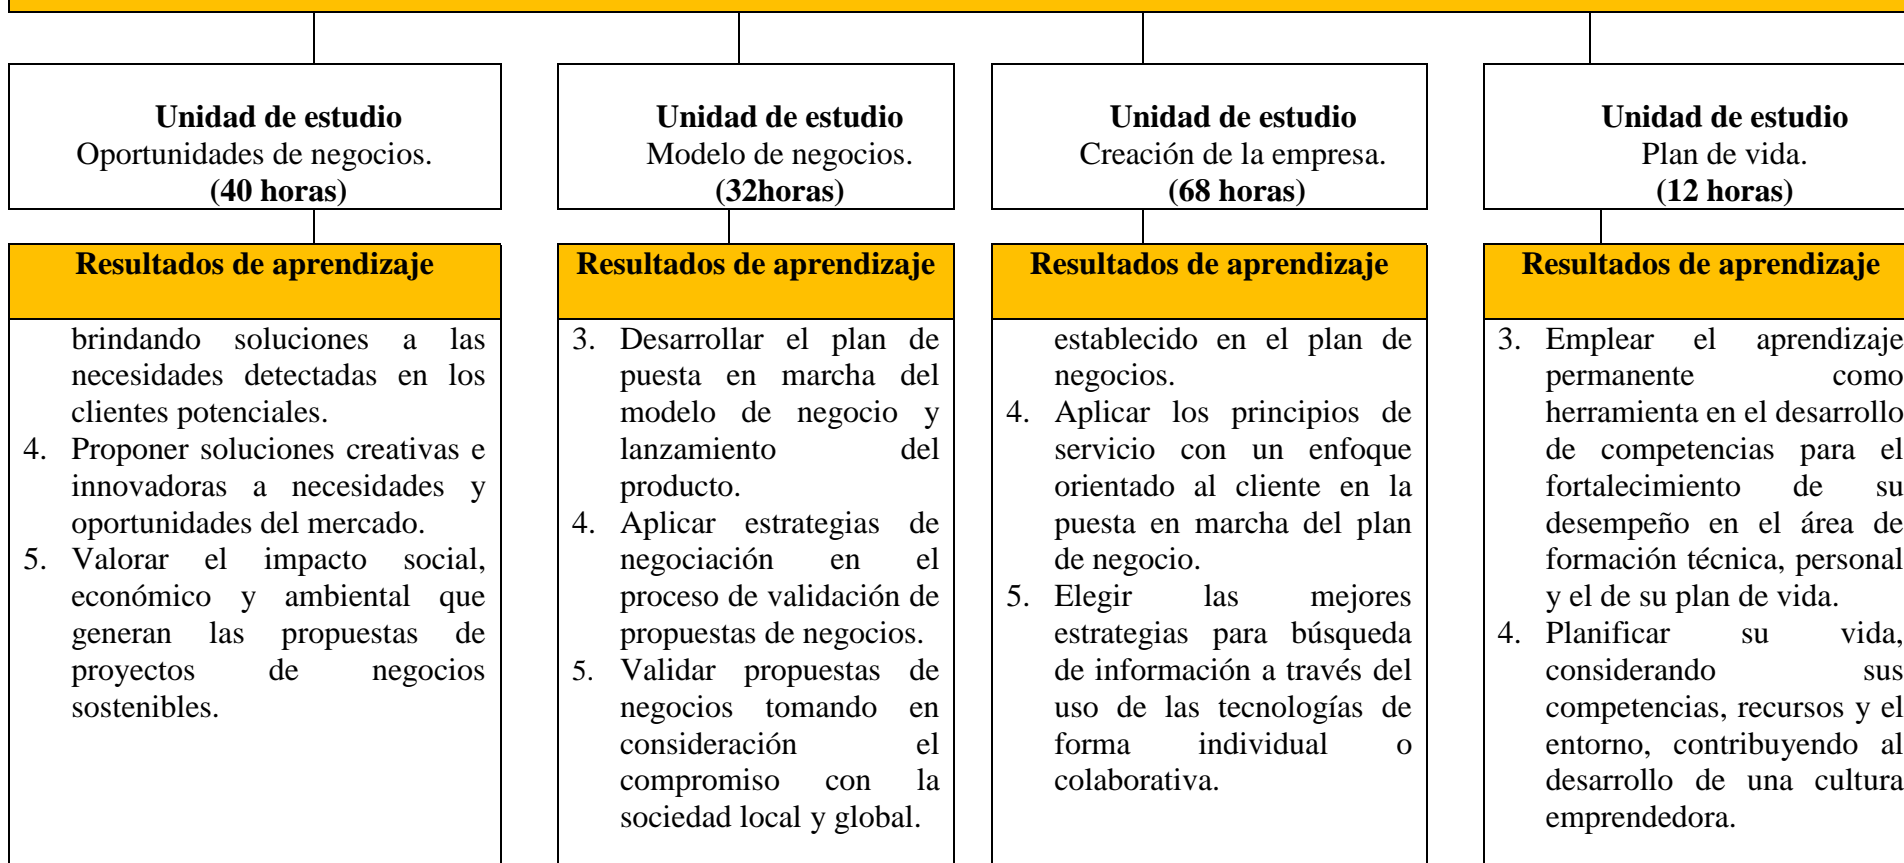 Unidad de estudio
Oportunidades de negocios.
(40 horas)
Resultados de aprendizaje
brindando soluciones a las
necesidades detectadas en los
clientes potenciales.
4. Proponer soluciones creativas e
innovadoras a necesidades y
oportunidades del mercado.
5. Valorar el impacto social,
económico y ambiental que
generan las propuestas de
proyectos de negocios
sostenibles.
Unidad de estudio
Modelo de negocios.
(32horas)
Resultados de aprendizaje
3. Desarrollar el plan de
puesta en marcha del
modelo de negocio y
lanzamiento del
producto.
4. Aplicar estrategias de
negociación en el
proceso de validación de
propuestas de negocios.
5. Validar propuestas de
negocios tomando en
consideración el
compromiso con la
sociedad local y global.
Unidad de estudio
Creación de la empresa.
(68 horas)
Resultados de aprendizaje
establecido en el plan de
negocios.
4. Aplicar los principios de
servicio con un enfoque
orientado al cliente en la
puesta en marcha del plan
de negocio.
5. Elegir las mejores
estrategias para búsqueda
de información a través del
uso de las tecnologías de
forma individual o
colaborativa.
Unidad de estudio
Plan de vida.
(12 horas)
Resultados de aprendizaje
3. Emplear el aprendizaje
permanente como
herramienta en el desarrollo
de competencias para el
fortalecimiento de su
desempeño en el área de
formación técnica, personal
y el de su plan de vida.
4. Planificar su vida,
considerando sus
competencias, recursos y el
entorno, contribuyendo al
desarrollo de una cultura
emprendedora.